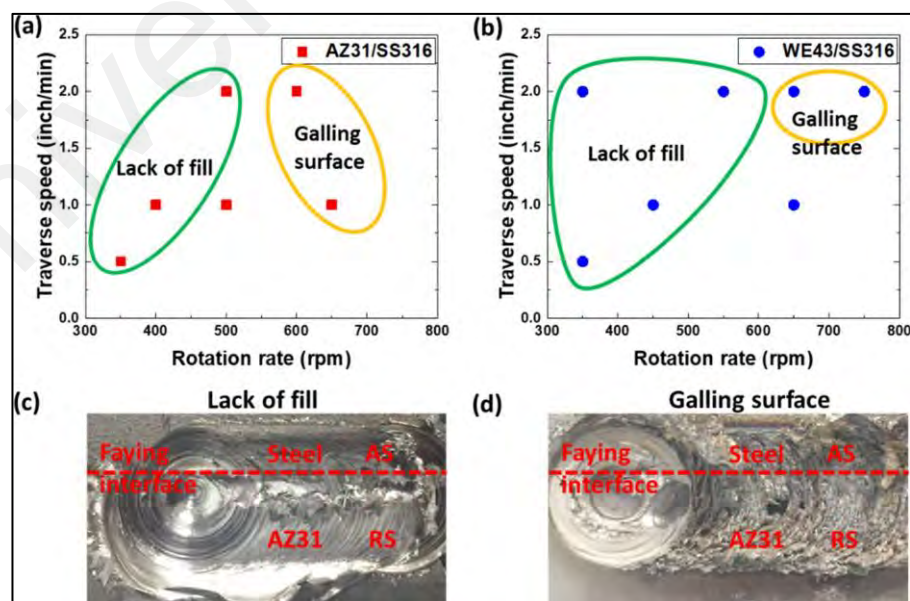 niver
(a)
AZ31/SS316
2.5
2.0
1.5
1.0
0.5
0.0
Traverse speed (inch/min)
Lack of fill
Galling
surface
300 400 500 600 700 800
Rotation rate (rpm)
(b)
WE43/SS316
2.5
2.0
1.5
1.0
0.5
0.0
Traverse speed (inch/min)
Lack of fill
Galling
surface
300 400 500 600 700 800
Rotation rate (rpm)
(c) Lack of fill
Faying Steel AS
interface
AZ31 RS
(d) Galling surface
Faying Steel AS
interface
AZ31 RS